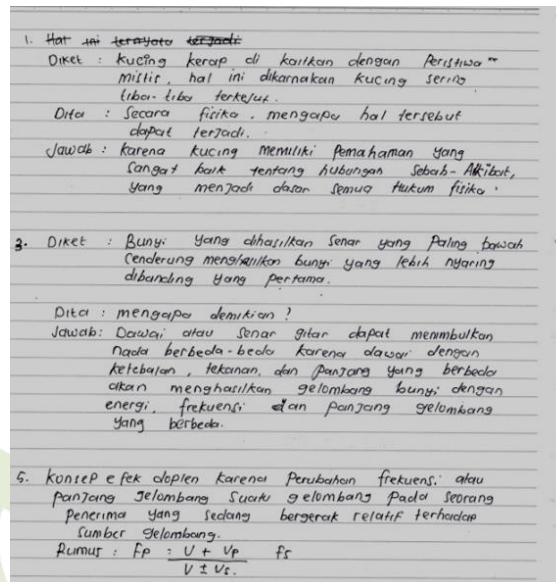 1. Hal ini ternyata terjadi
Diket : kucing kerap di kaitkan dengan Peristiwa"
mistis, hal ini dikarnakan kucing sering
tiba-tiba terkejut.
Dita : Secara fisika, mengapa hal tersebut
dapat terjadi.
Jawab : karena kucing memiliki pemahaman yang
sangat baik tentang hubungan Sebab-Akibat,
yang menjadi dasar semua Hukum fisika.
3. Diket : Bunyi yang dihasilkan senar yang Paling bawah
Cenderung menghasilkan bunyi yang lebih nyaring
dibanding yang pertama.
Dita : mengapa demikian ?
Jawab: Dawai atau Senar gitar dapat menimbulkan
nada berbeda-beda karena dawai dengan
ketebalan, tekanan, dan panjang yang berbeda
akan menghasilkan gelombang bunyi dengan
energi, frekuensi dan panjang gelombang
yang berbeda.
5. Konsep efek doplen karena Perubahan frekuensi atau
panjang gelombang Suatu gelombang pada seorang
Penerima yang sedang bergerak relatif terhadap
Sumber gelombang.
Rumus : Fp = V + Vp fs
V ± Vs.